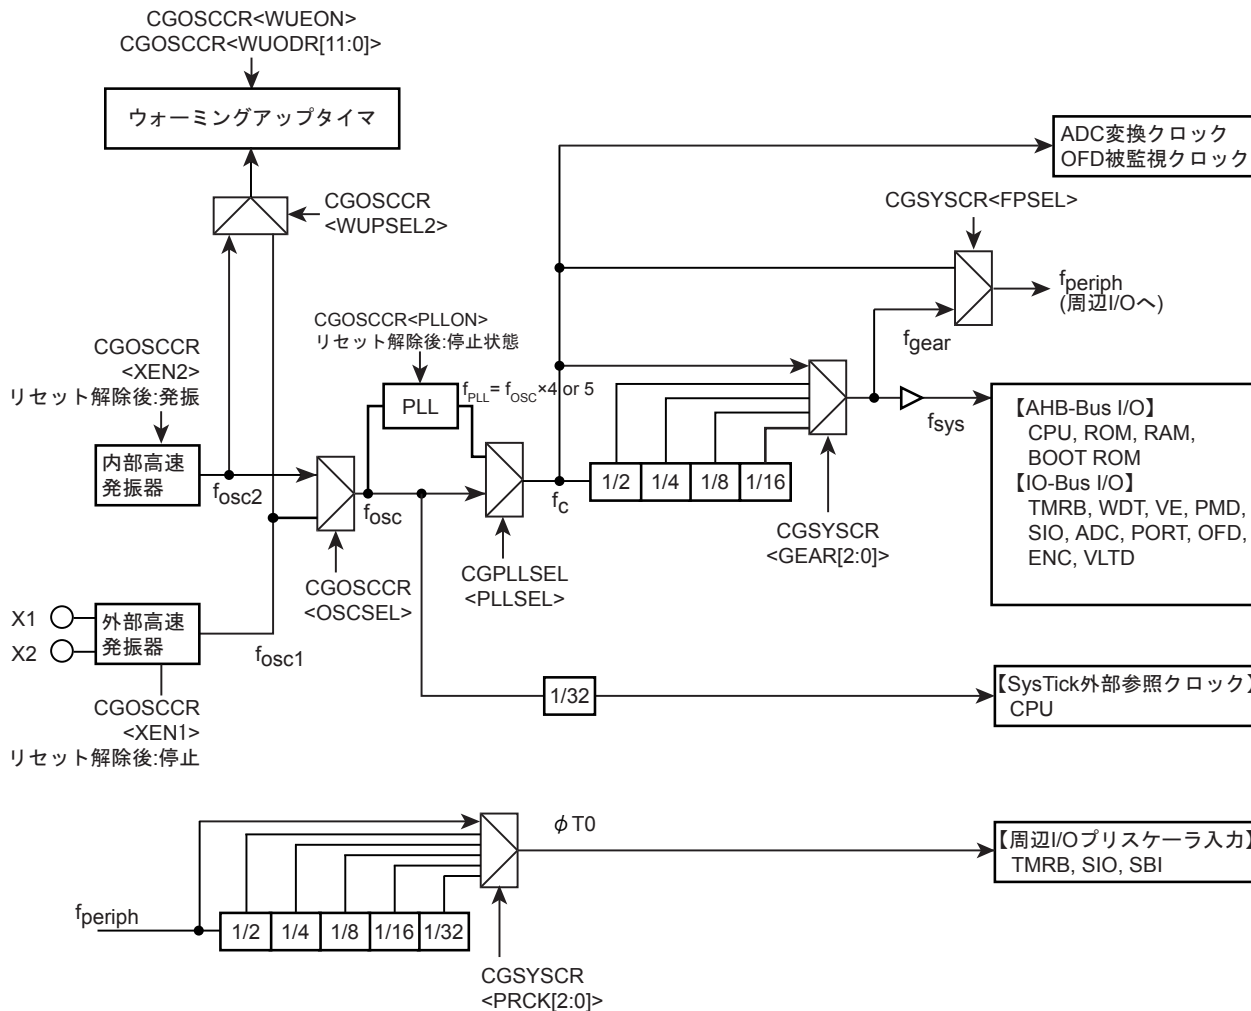 CGOSCCR<WUEON>
CGOSCCR<WUODR[11:0]>
ウォーミングアップタイマ
CGOSCCR
<WUPSEL2>
ADC変換クロック
OFD被監視クロック
CGSYSCR<FPSEL>
fperiph
(周辺I/Oへ)
fgear
CGOSCCR<PLLON>
リセット解除後:停止状態
PLL
fPLL= fOSC×4 or 5
CGOSCCR
<XEN2>
リセット解除後:発振
内部高速
発振器
fosc2
fosc
fc
1/2
1/4
1/8
1/16
fsys
【AHB-Bus I/O】
CPU, ROM, RAM,
BOOT ROM
【IO-Bus I/O】
TMRB, WDT, VE, PMD,
SIO, ADC, PORT, OFD,
ENC, VLTD
CGSYSCR
<GEAR[2:0]>
CGOSCCR
<OSCSEL>
CGPLLSEL
<PLLSEL>
X1
X2
外部高速
発振器
fosc1
CGOSCCR
<XEN1>
リセット解除後:停止
1/32
【SysTick外部参照クロック】
CPU
ϕT0
【周辺I/Oプリスケーラ入力】
TMRB, SIO, SBI
fperiph
1/2
1/4
1/8
1/16
1/32
CGSYSCR
<PRCK[2:0]>